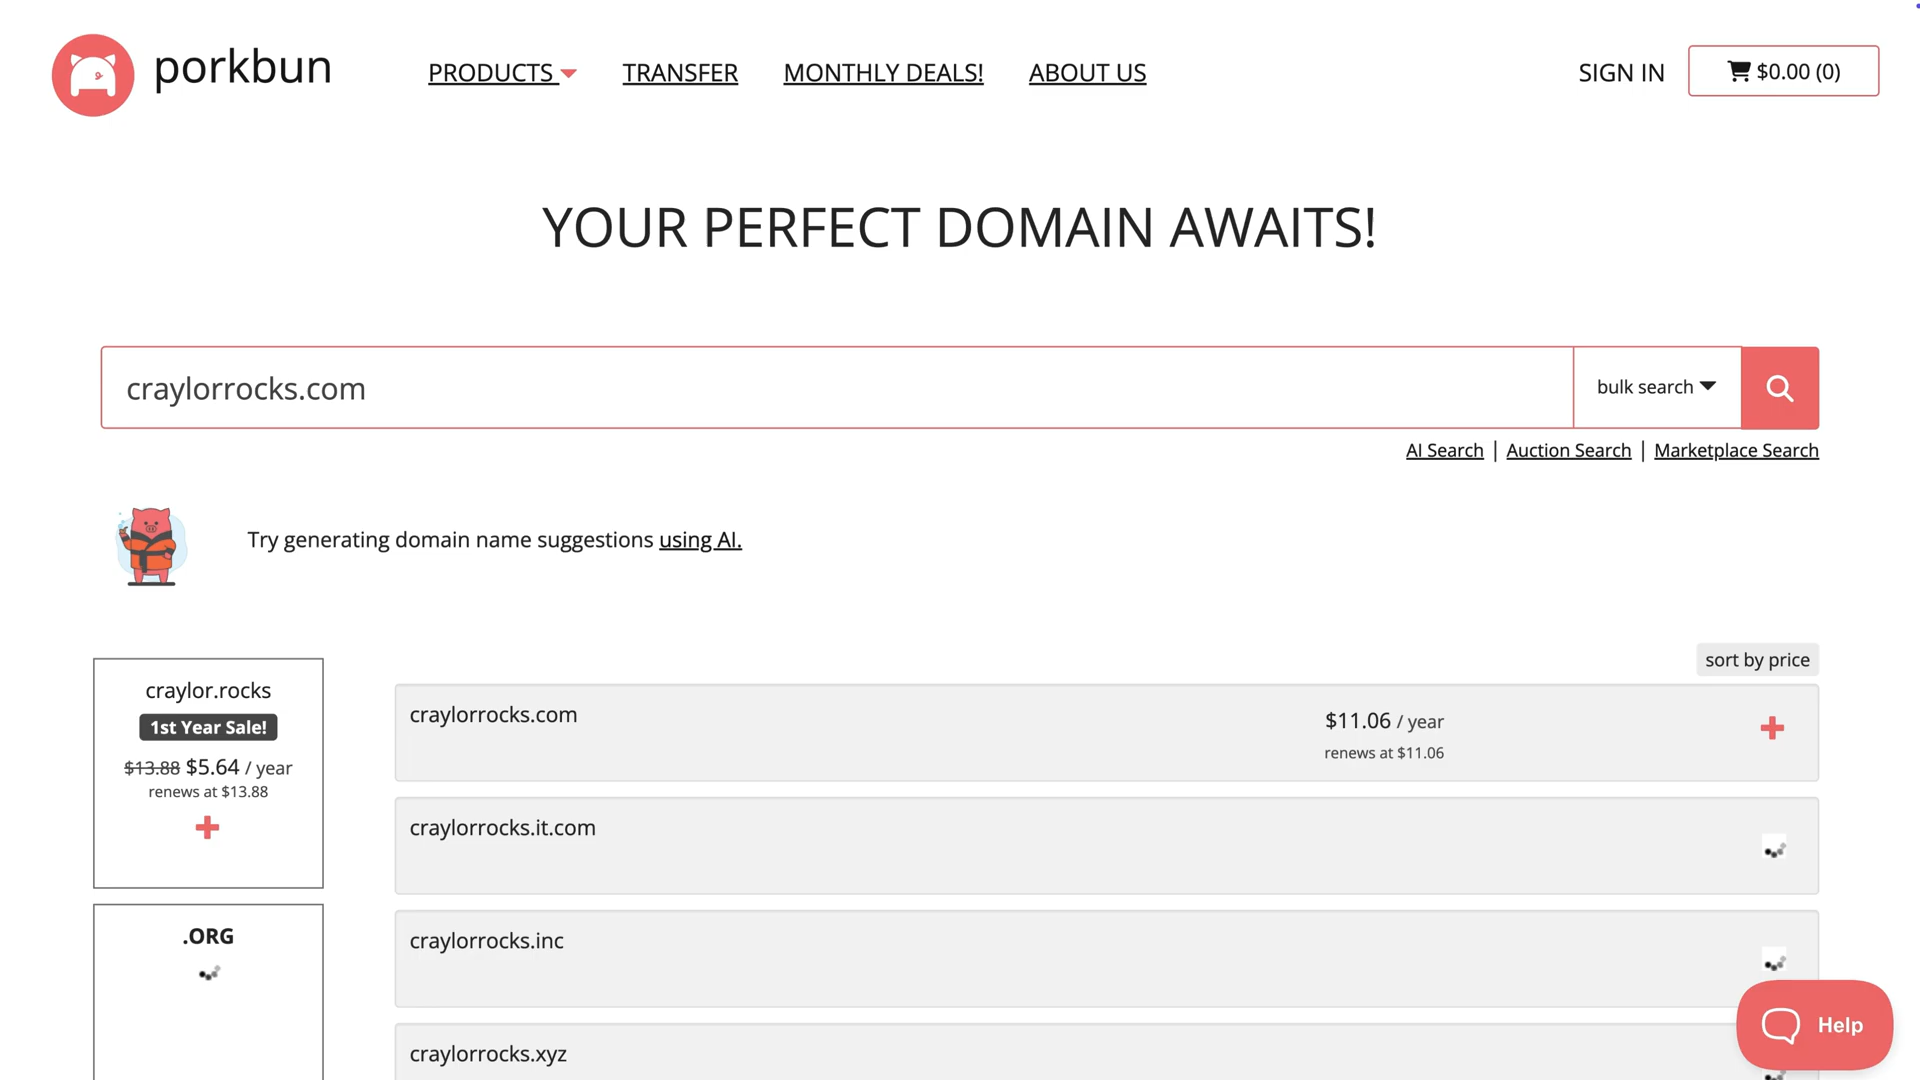 porkbun
PRODUCTS
TRANSFER
MONTHLY DEALS!
ABOUT US
SIGN IN
$0.00 (0)
YOUR PERFECT DOMAIN AWAITS!
craylorrocks.com
bulk search
AI Search | Auction Search | Marketplace Search
Try generating domain name suggestions using AI.
sort by price
craylor.rocks
1st Year Sale!
$13.88 $5.64 / year
renews at $13.88
.ORG
craylorrocks.com
$11.06 / year
renews at $11.06
craylorrocks.it.com
craylorrocks.inc
craylorrocks.xyz
Help